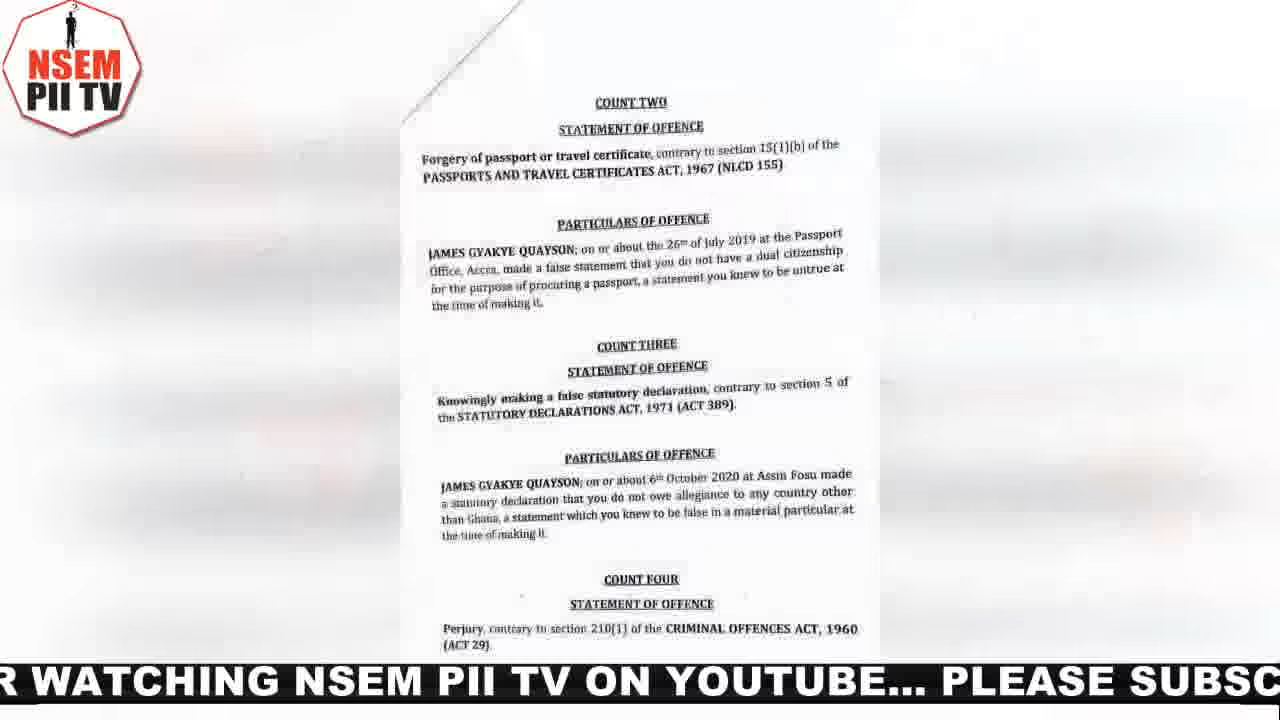 NSEM
PII TV
COUNT TWO
STATEMENT OF OFFENCE
Forgery of passport or travel certificate, contrary to section 15(1)(b) of the
PASSPORTS AND TRAVEL CERTIFICATES ACT, 1967 (NLCD 155)
PARTICULARS OF OFFENCE
JAMES GYAKYE QUAYSON; on or about the 26th of July 2019 at the Passport
Office, Accra, made a false statement that you do not have a dual citizenship
for the purpose of procuring a passport, a statement you knew to be untrue at
the time of making it.
COUNT THREE
STATEMENT OF OFFENCE
Knowingly making a false statutory declaration, contrary to section 5 of
the STATUTORY DECLARATIONS ACT, 1971 (ACT 389).
PARTICULARS OF OFFENCE
JAMES GYAKYE QUAYSON; on or about 6th October 2020 at Assin Fosu made
a statutory declaration that you do not owe allegiance to any country other
than Ghana, a statement which you knew to be false in a material particular at
the time of making it.
COUNT FOUR
STATEMENT OF OFFENCE
Perjury, contrary to section 210(1) of the CRIMINAL OFFENCES ACT, 1960
(ACT 29).
R WATCHING NSEM PII TV ON YOUTUBE... PLEASE SUBSC